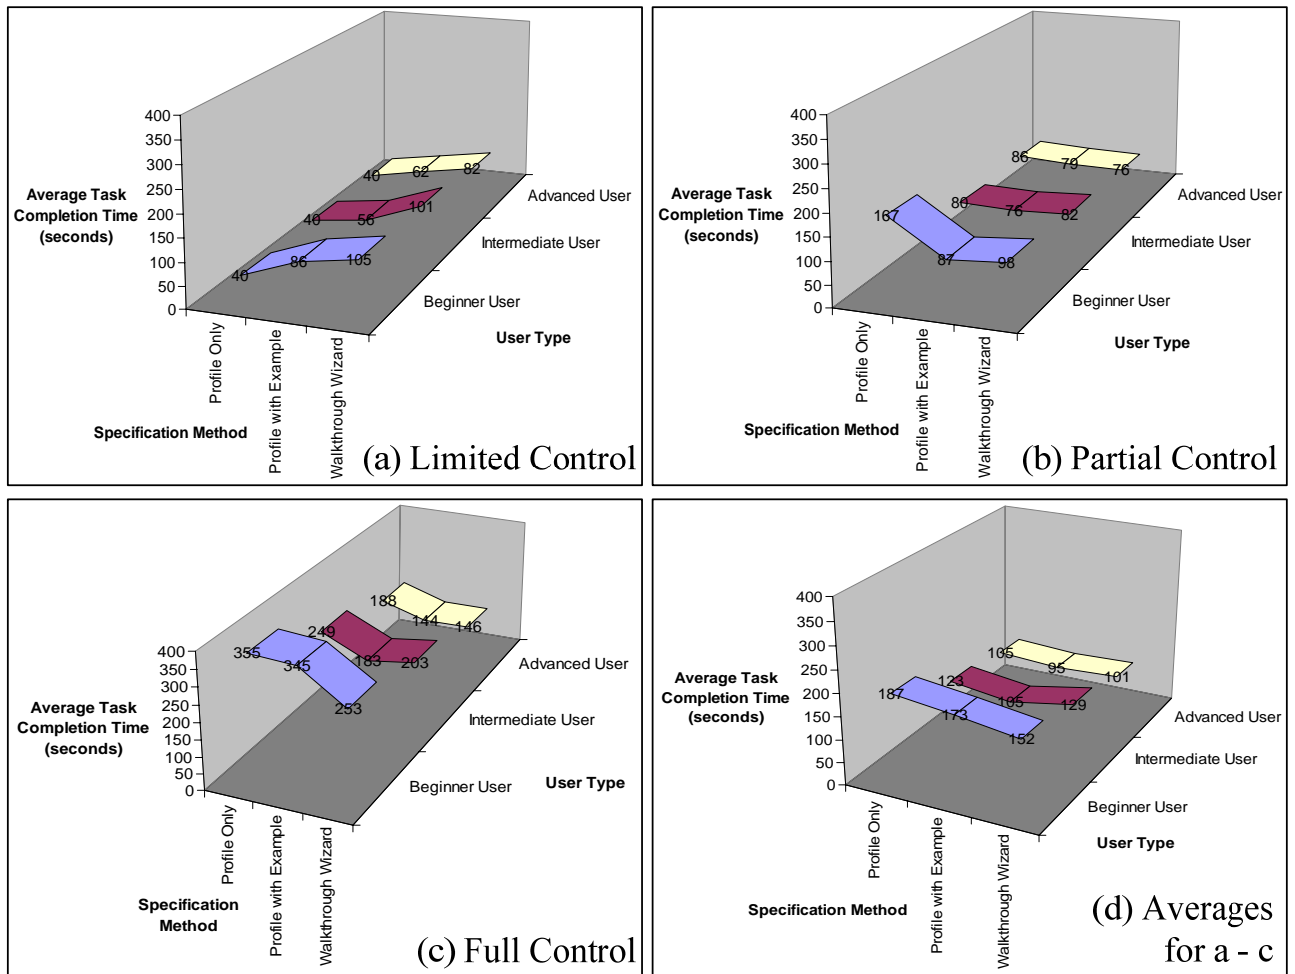 400
350
300
250
200
150
100
50
0
Average Task
Completion Time
(seconds)
40 62 82
40 56 101
40 86 105
Advanced User
Intermediate User
Beginner User
User Type
Profile Only
Profile with Example
Walkthrough Wizard
Specification Method
(a) Limited Control
400
350
300
250
200
150
100
50
0
Average Task
Completion Time
(seconds)
86 79 76
80 76 82
167 87 98
Advanced User
Intermediate User
Beginner User
User Type
Profile Only
Profile with Example
Walkthrough Wizard
Specification Method
(b) Partial Control
400
350
300
250
200
150
100
50
0
Average Task
Completion Time
(seconds)
188 144 146
249 183 203
355 345 253
Advanced User
Intermediate User
Beginner User
User Type
Profile Only
Profile with Example
Walkthrough Wizard
Specification
Method
(c) Full Control
400
350
300
250
200
150
100
50
0
Average Task
Completion Time
(seconds)
105 95 101
123 105 129
187 173 152
Advanced User
Intermediate User
Beginner User
User Type
Profile Only
Profile with Example
Walkthrough Wizard
Specification Method
(d) Averages
for a - c